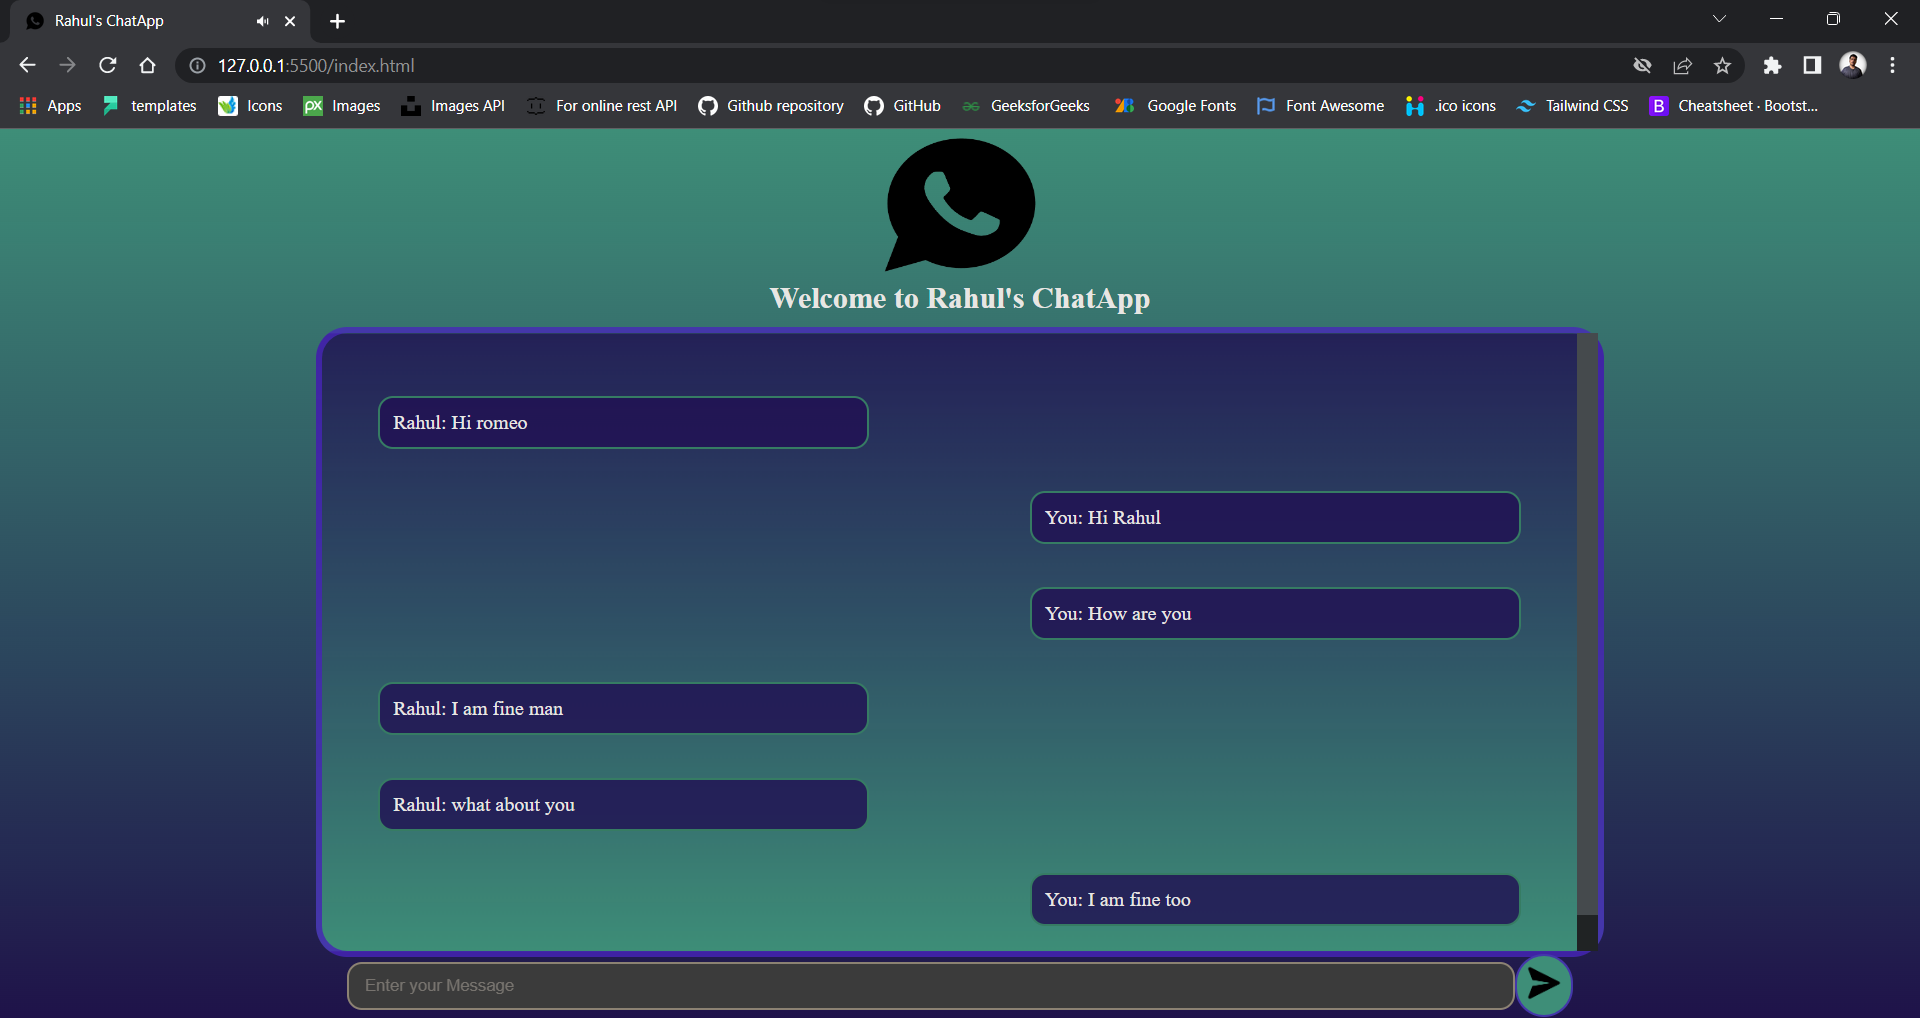 Rahul's ChatApp
127.0.0.1:5500/index.html
Apps templates Icons Images Images API For online rest API Github repository GitHub GeeksforGeeks Google Fonts Font Awesome .ico icons Tailwind CSS Cheatsheet · Bootst...
Welcome to Rahul's ChatApp
Rahul: Hi romeo
You: Hi Rahul
You: How are you
Rahul: I am fine man
Rahul: what about you
You: I am fine too
Enter your Message